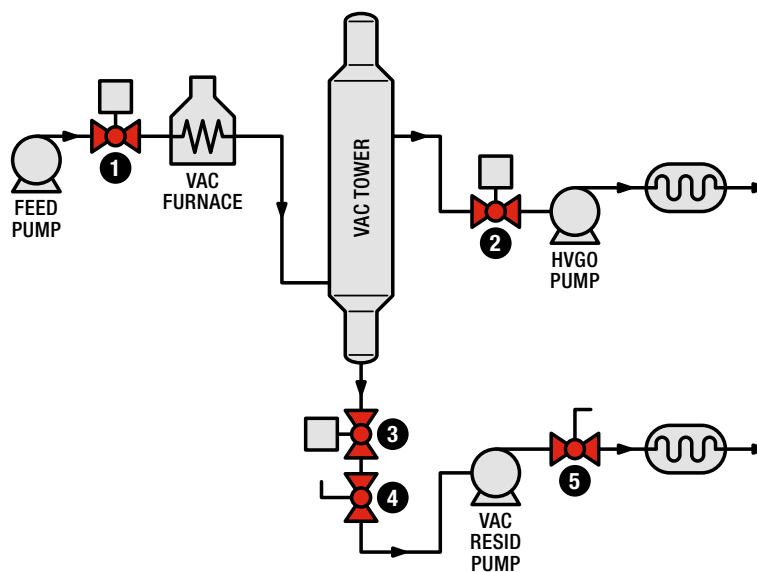 1
FEED
PUMP
VAC
FURNACE
VAC TOWER
2
HVGO
PUMP
3
4
5
VAC
RESID
PUMP